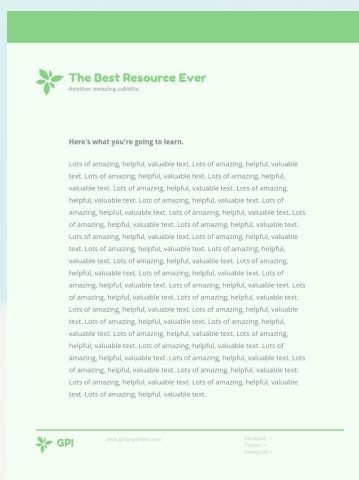 The Best Resource Ever
Another amazing subtitle.
Here's what you're going to learn.
Lots of amazing, helpful, valuable text. Lots of amazing, helpful, valuable
text. Lots of amazing, helpful, valuable text. Lots of amazing, helpful,
valuable text. Lots of amazing, helpful, valuable text. Lots of amazing,
helpful, valuable text. Lots of amazing, helpful, valuable text. Lots of
amazing, helpful, valuable text. Lots of amazing, helpful, valuable text. Lots
of amazing, helpful, valuable text. Lots of amazing, helpful, valuable text.
Lots of amazing, helpful, valuable text. Lots of amazing, helpful, valuable
text. Lots of amazing, helpful, valuable text. Lots of amazing, helpful,
valuable text. Lots of amazing, helpful, valuable text. Lots of amazing,
helpful, valuable text. Lots of amazing, helpful, valuable text. Lots of
amazing, helpful, valuable text. Lots of amazing, helpful, valuable text. Lots
of amazing, helpful, valuable text. Lots of amazing, helpful, valuable text.
Lots of amazing, helpful, valuable text. Lots of amazing, helpful, valuable
text. Lots of amazing, helpful, valuable text. Lots of amazing, helpful,
valuable text. Lots of amazing, helpful, valuable text. Lots of amazing,
helpful, valuable text. Lots of amazing, helpful, valuable text. Lots of
amazing, helpful, valuable text. Lots of amazing, helpful, valuable text. Lots
of amazing, helpful, valuable text. Lots of amazing, helpful, valuable text.
Lots of amazing, helpful, valuable text. Lots of amazing, helpful, valuable
text. Lots of amazing, helpful, valuable text.
GPI
Facebook
Twitter
Instagram